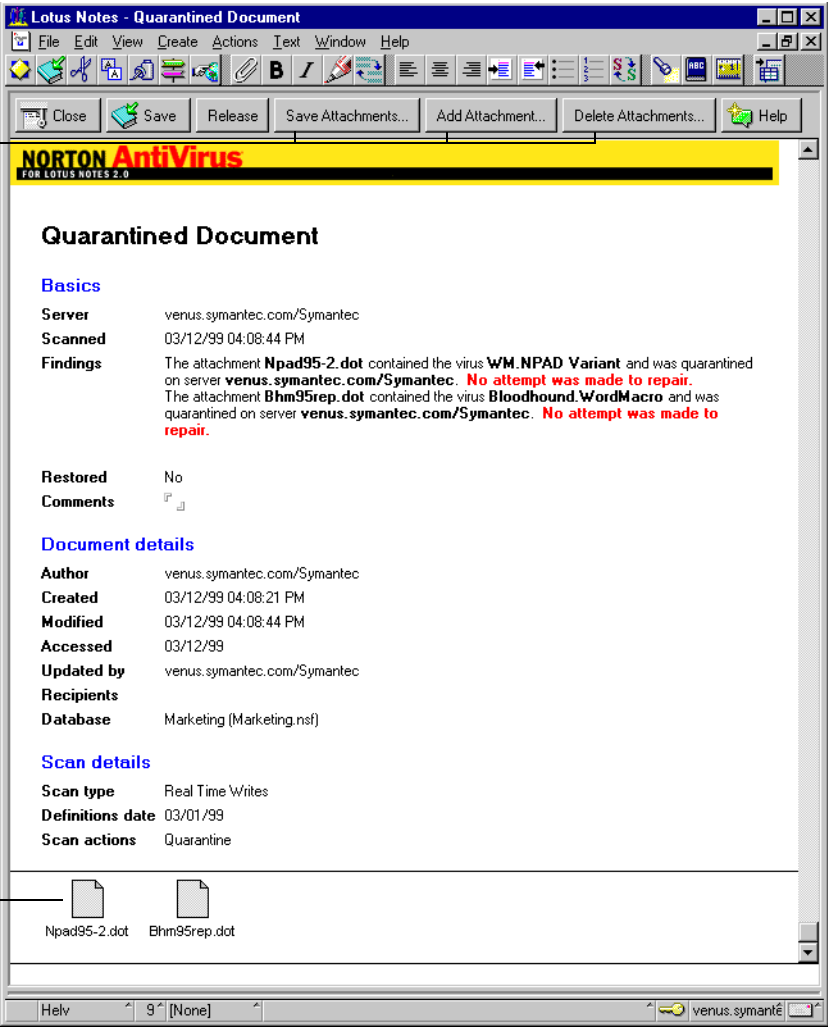 Lotus Notes - Quarantined Document
File Edit View Create Actions Text Window Help
Close Save Release Save Attachments... Add Attachment... Delete Attachments... Help
NORTON AntiVirus
FOR LOTUS NOTES 2.0
Quarantined Document
Basics
Server venus.symantec.com/Symantec
Scanned 03/12/99 04:08:44 PM
Findings The attachment Npad95-2.dot contained the virus WM.NPAD Variant and was quarantined
on server venus.symantec.com/Symantec. No attempt was made to repair.
The attachment Bhm95rep.dot contained the virus Bloodhound.WordMacro and was
quarantined on server venus.symantec.com/Symantec. No attempt was made to
repair.
Restored No
Comments
Document details
Author venus.symantec.com/Symantec
Created 03/12/99 04:08:21 PM
Modified 03/12/99 04:08:44 PM
Accessed 03/12/99
Updated by venus.symantec.com/Symantec
Recipients
Database Marketing (Marketing.nsf)
Scan details
Scan type Real Time Writes
Definitions date 03/01/99
Scan actions Quarantine
Npad95-2.dot Bhm95rep.dot
Helv 9 [None] venus.symante